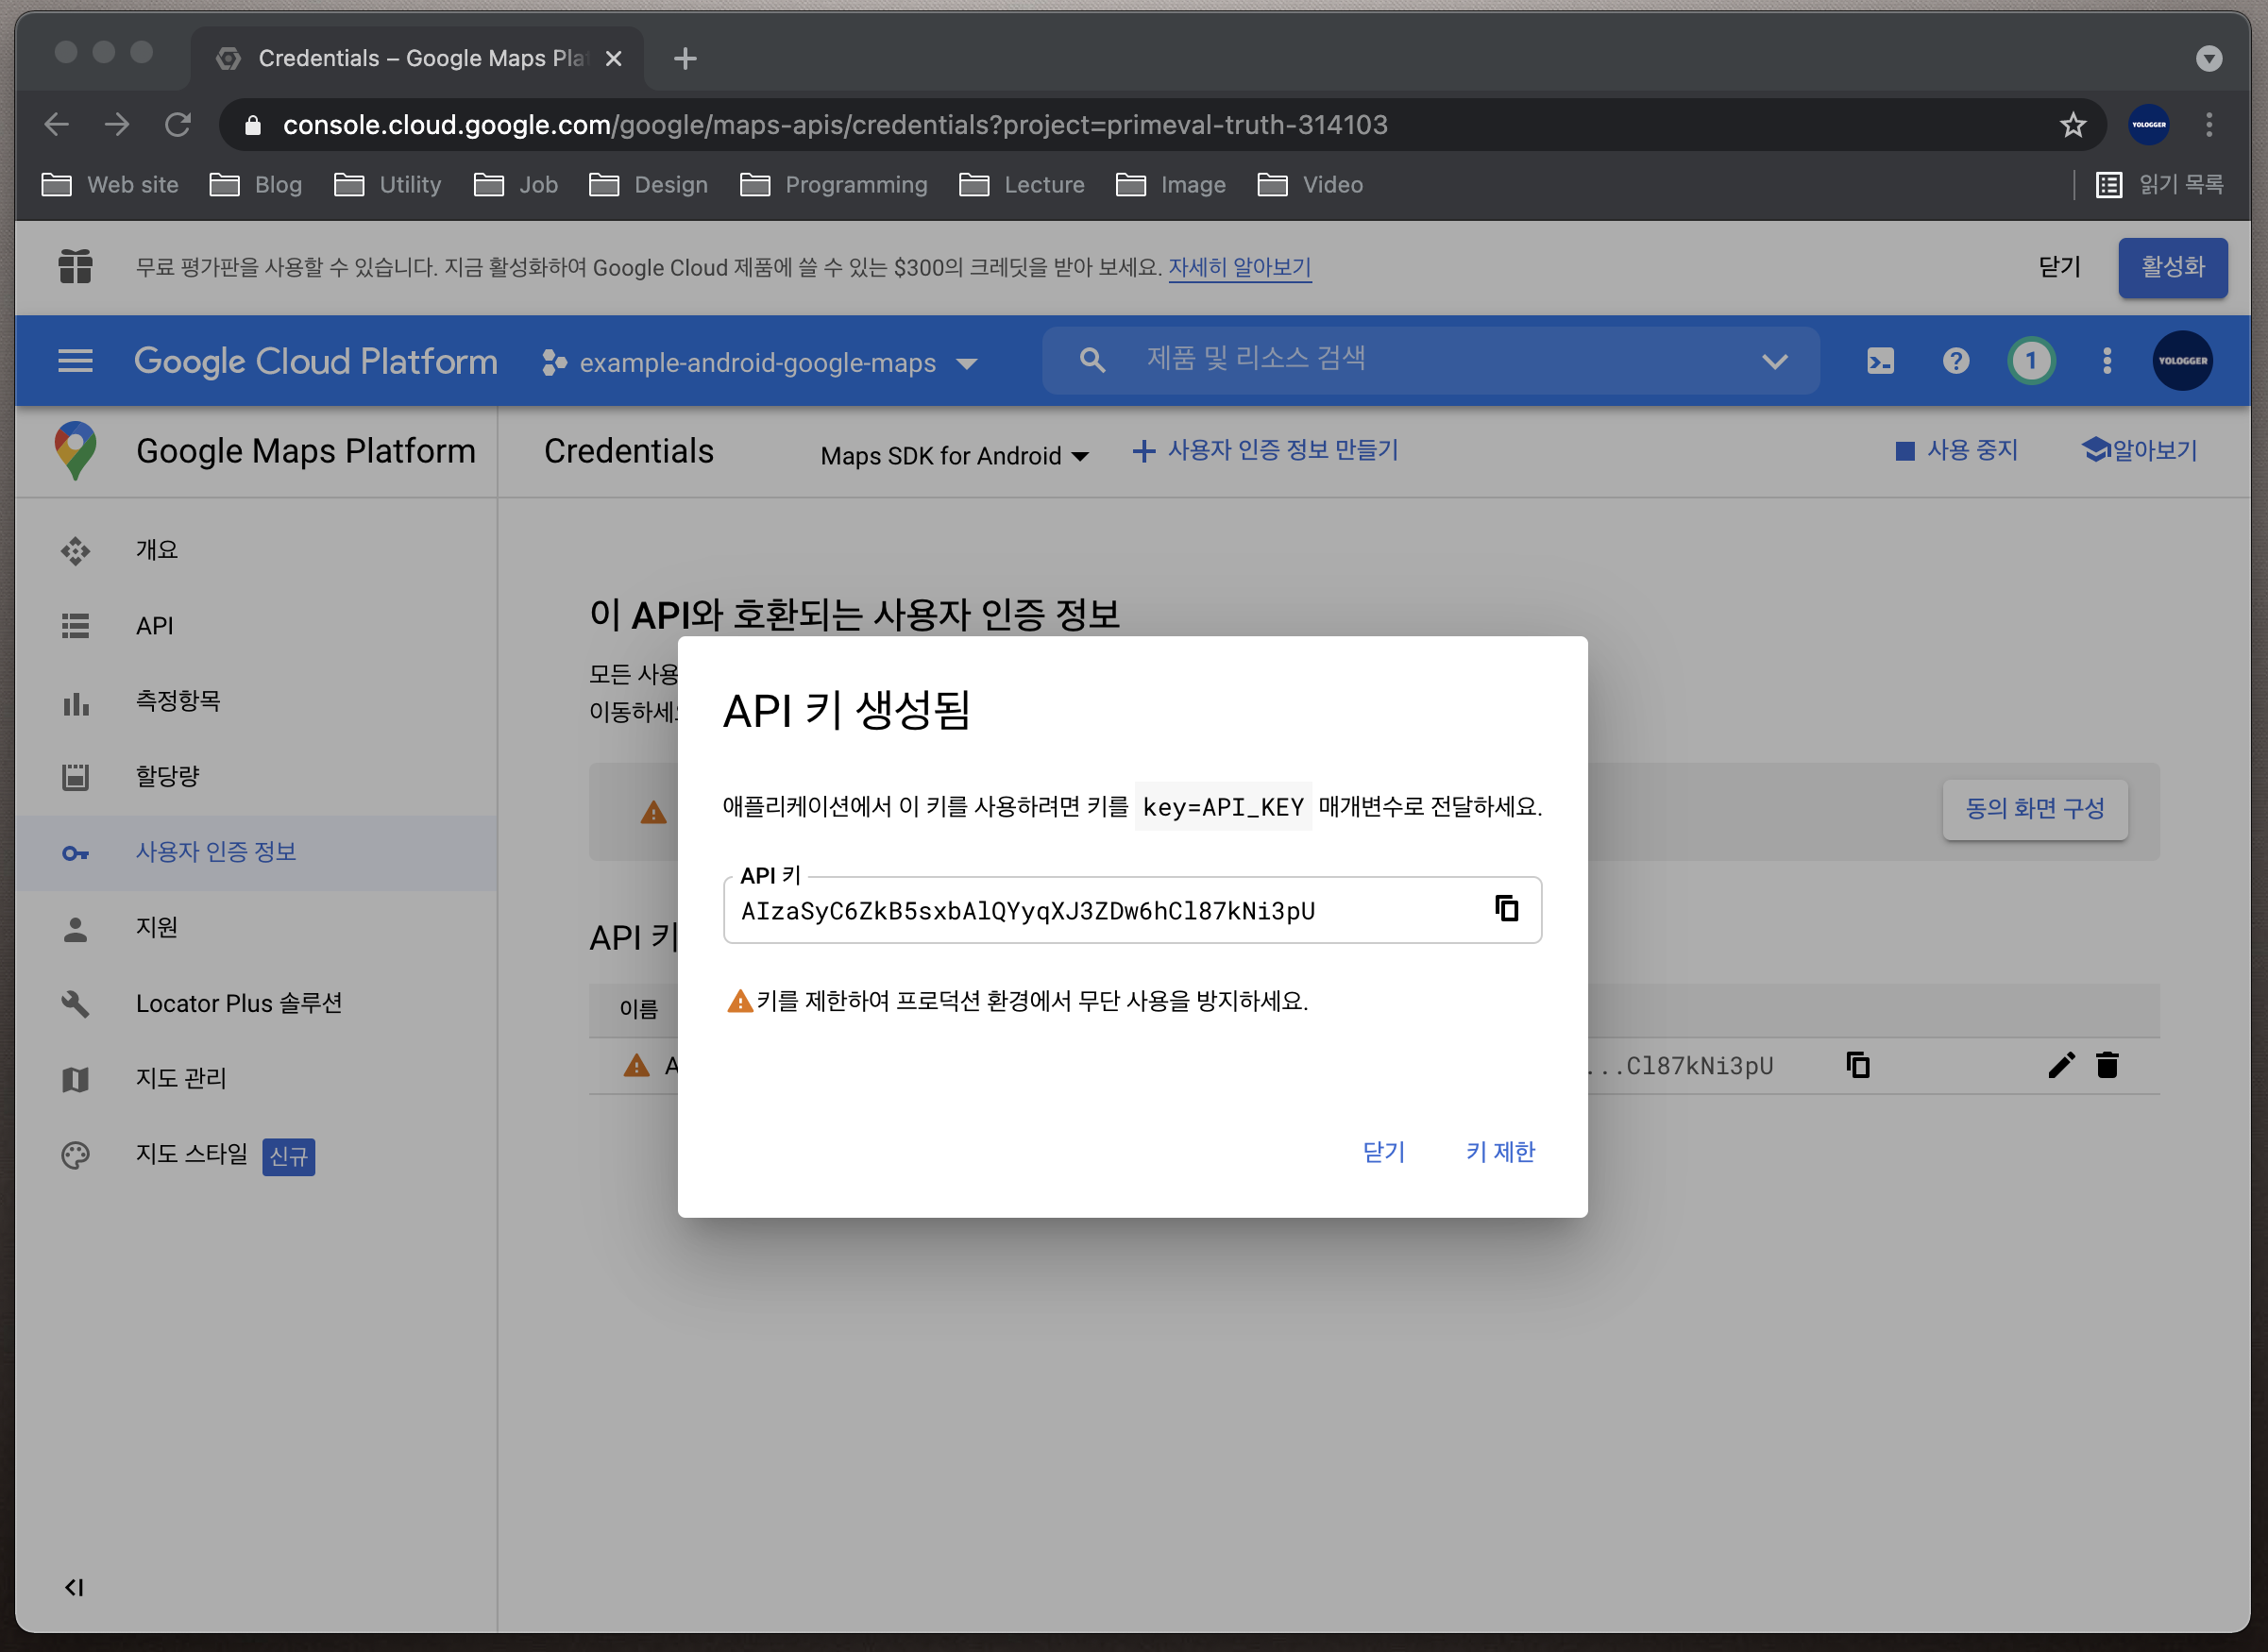 Credentials – Google Maps Pla
console.cloud.google.com/google/maps-apis/credentials?project=primeval-truth-314103
YOLOGGER
Web site Blog Utility Job Design Programming Lecture Image Video 읽기 목록
무료 평가판을 사용할 수 있습니다. 지금 활성화하여 Google Cloud 제품에 쓸 수 있는 $300의 크레딧을 받아 보세요. 자세히 알아보기 닫기 활성화
Google Cloud Platform example-android-google-maps 제품 및 리소스 검색 1 YOLOGGER
Google Maps Platform Credentials Maps SDK for Android 사용자 인증 정보 만들기 사용 중지 알아보기
개요
API
측정항목
할당량
사용자 인증 정보
지원
Locator Plus 솔루션
지도 관리
지도 스타일 신규
이 API와 호환되는 사용자 인증 정보
모든 사용
이동하세
동의 화면 구성
API 키
이름
A
...Cl87kNi3pU
API 키 생성됨
애플리케이션에서 이 키를 사용하려면 키를 key=API_KEY 매개변수로 전달하세요.
API 키
AIzaSyC6ZkB5sxbAlQYyqXJ3ZDw6hCl87kNi3pU
키를 제한하여 프로덕션 환경에서 무단 사용을 방지하세요.
닫기 키 제한